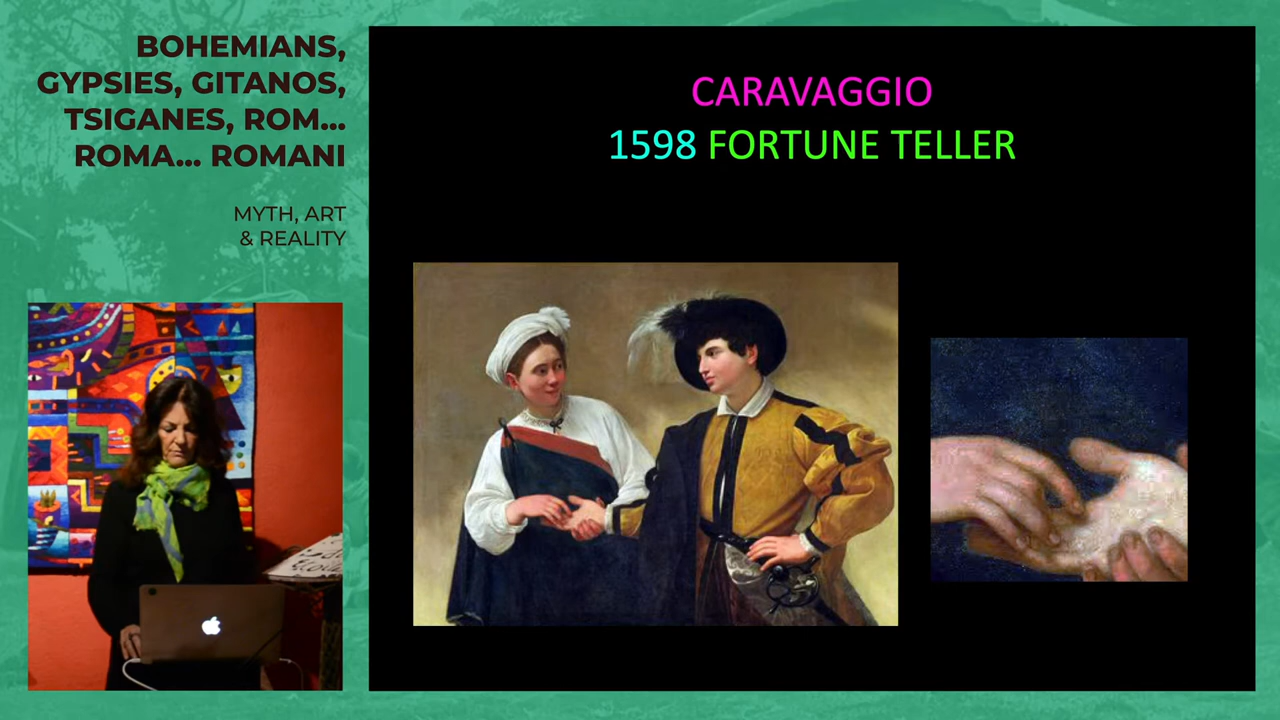 BOHEMIANS,
GYPSIES, GITANOS,
TSIGANES, ROM...
ROMA... ROMANI
MYTH, ART
& REALITY
CARAVAGGIO
1598 FORTUNE TELLER